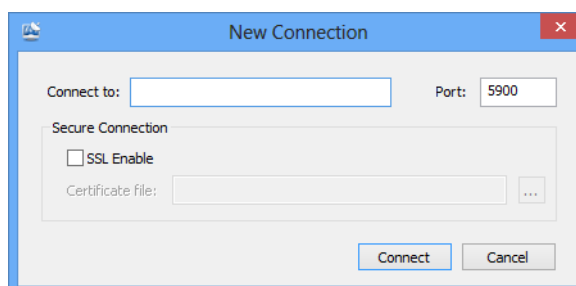 New Connection
Connect to:
Port: 5900
Secure Connection
SSL Enable
Certificate file:
...
Connect Cancel